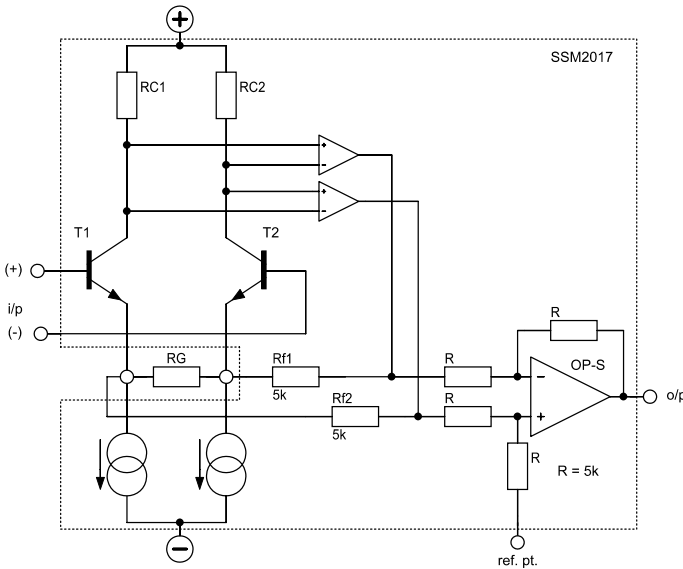 +
SSM2017
RC1
RC2
+
-
+
-
T1
T2
(+)
i/p
(-)
R
RG
Rf1
R
OP-S
5k
-
Rf2
R
+
o/p
5k
R
R = 5k
ref. pt.
-